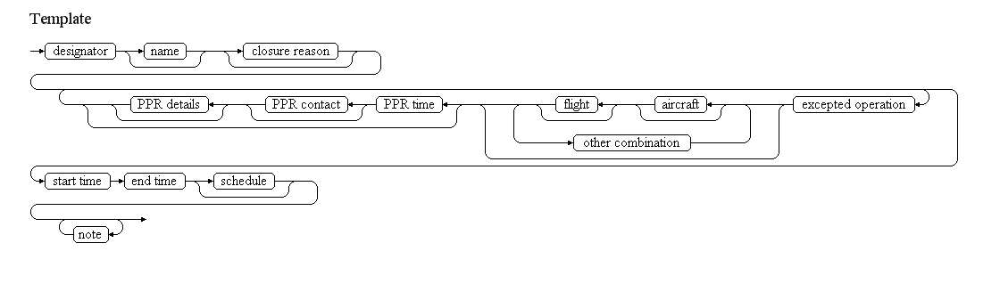 Template
designator name closure reason
PPR details PPR contact PPR time flight aircraft excepted operation
other combination
start time end time schedule
note